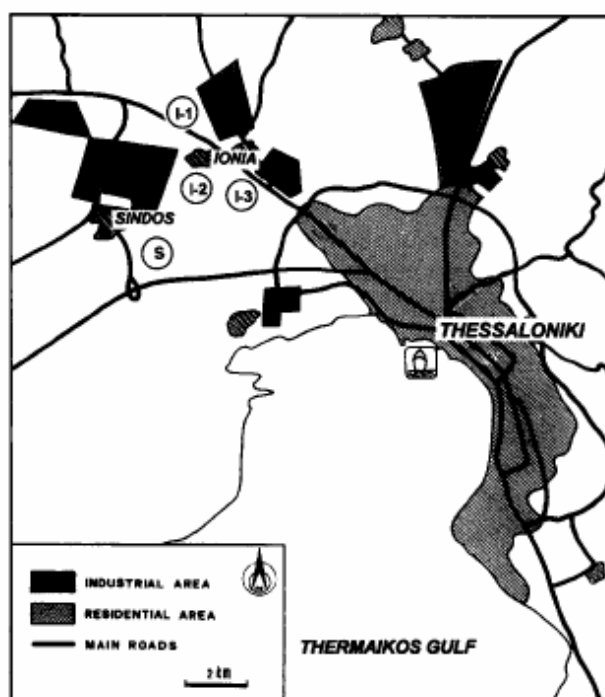 I-1
IONIA
I-2
I-3
SINDOS
S
THESSALONIKI
INDUSTRIAL AREA
RESIDENTIAL AREA
MAIN ROADS
2 km
THERMAIKOS GULF